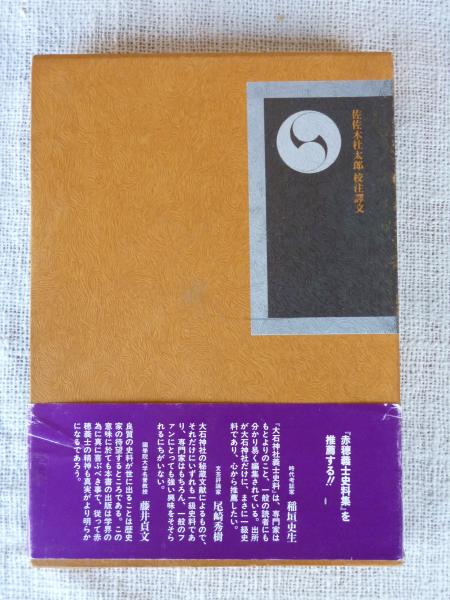 佐佐木杜太郎 校注譯文
『赤穂義士史料集』を
推薦する!!
時代考証家 稲垣史生
「大石神社義士史料」は、専門家は
もとよりのこと、一般の読者にも
分かり易く編集されている。出所
が大石神社だけに、まさに一級史
料であり、心から推薦したい。
文芸評論家 尾崎秀樹
大石神社の秘蔵文献によるもので、
それだけにいずれも一級史料であ
り、専門家はもちろん、一般のフ
ァンにとっても強い興味をそそら
れるにちがいない。
國學院大学名誉教授 藤井貞文
良質の史料が世に出ることは歴史
家の待望するところである。この
意味に於ても本書の出版は学界の
為に真に喜ぶべき事で、従って赤
穂義士の精神も真実がより明らか
になるであろう。